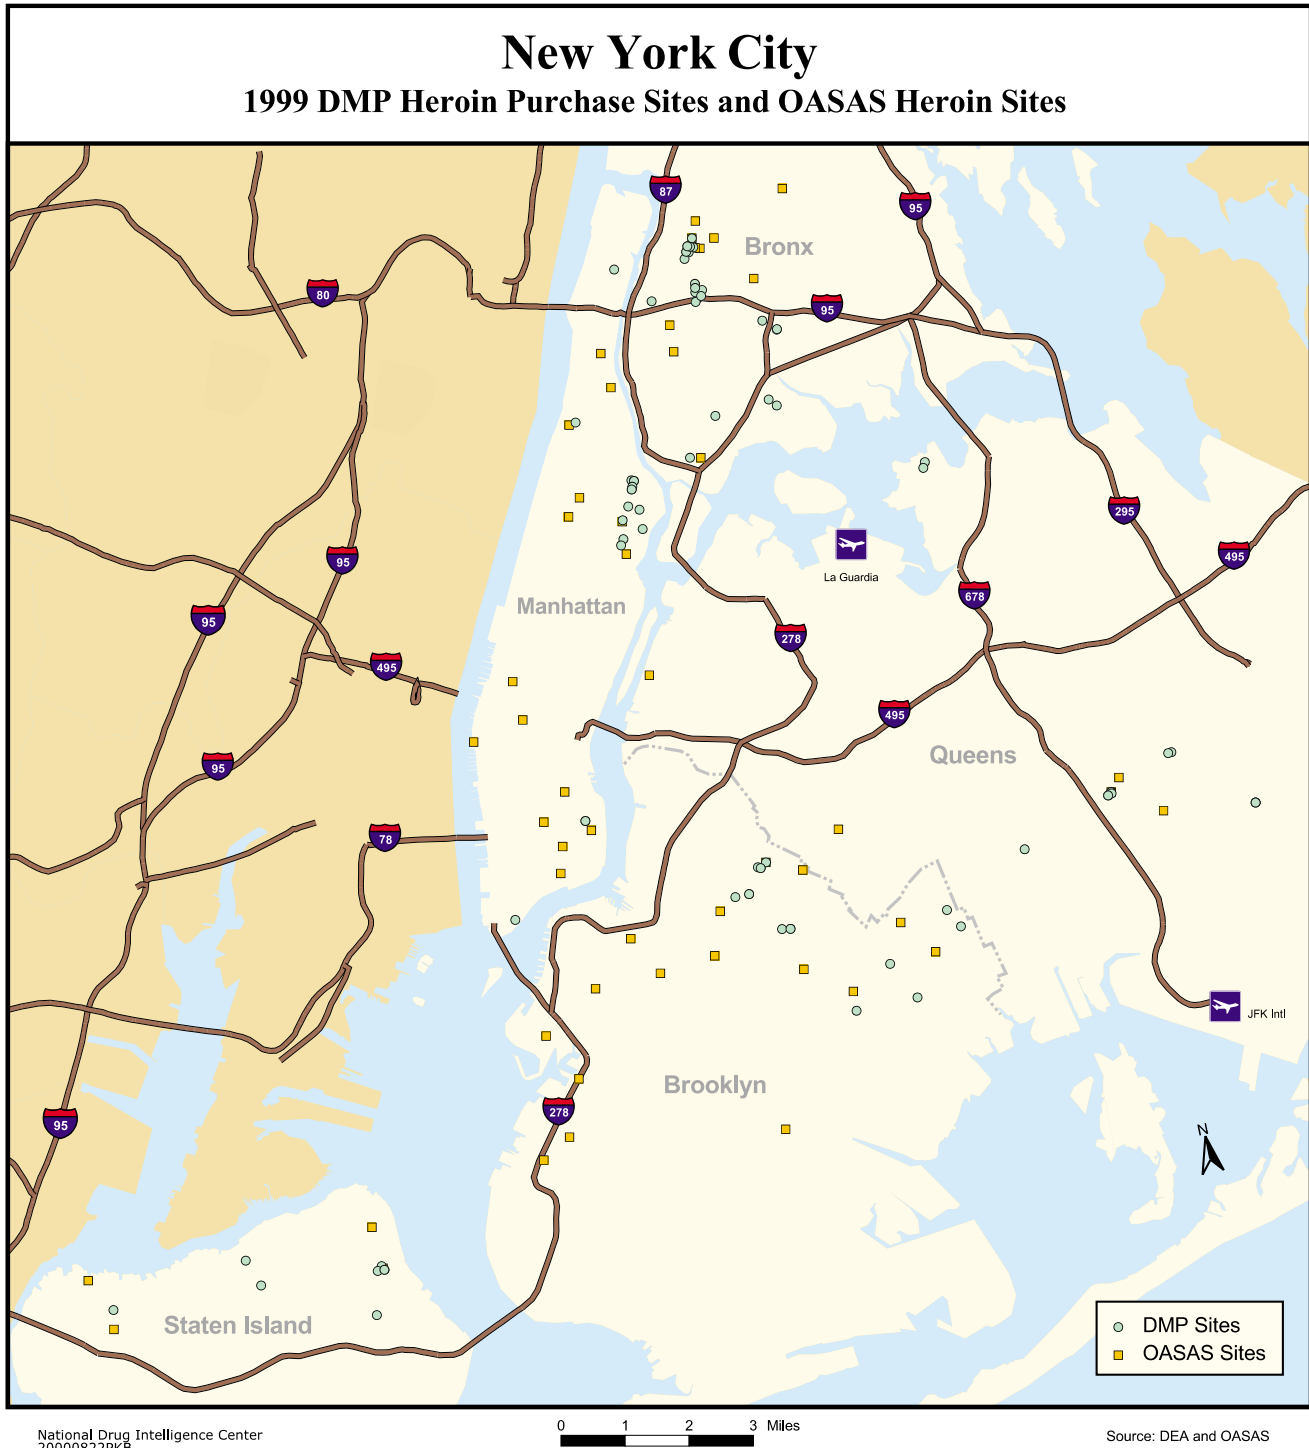 New York City
1999 DMP Heroin Purchase Sites and OASAS Heroin Sites
87
95
Bronx
80
95
295
95
La Guardia
495
678
Manhattan
95
278
495
495
Queens
95
78
JFK Intl
Brooklyn
278
95
N
Staten Island
DMP Sites
OASAS Sites
0 1 2 3 Miles
National Drug Intelligence Center
Source: DEA and OASAS